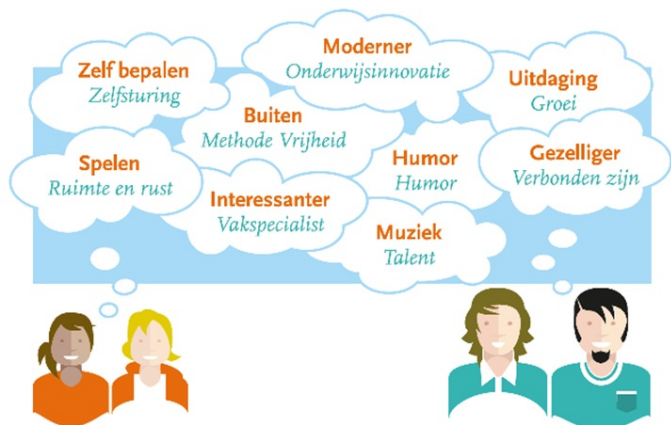 Zelf bepalen
Zelfsturing
Moderner
Onderwijsinnovatie
Uitdaging
Groei
Buiten
Methode Vrijheid
Spelen
Ruimte en rust
Humor
Humor
Gezelliger
Verbonden zijn
Interessanter
Vakspecialist
Muziek
Talent